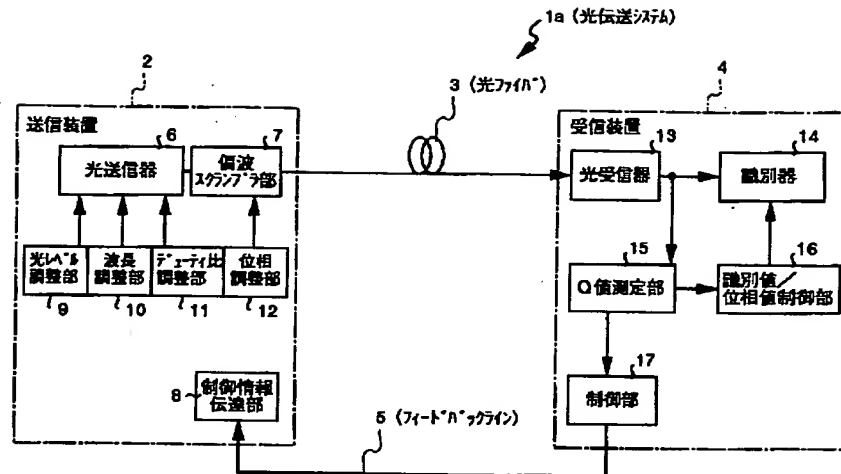 1a (光伝送システム)
2
3 (光ファイバ)
4
送信装置
6
7
光送信器
偏波
スクランブラ部
光レベル
調整部
波長
調整部
デューティ比
調整部
位相
調整部
9
10
11
12
8
制御情報
伝達部
5 (フィードバックライン)
受信装置
13
14
光受信器
識別器
15
16
Q値測定部
識別値/
位相値制御部
17
制御部